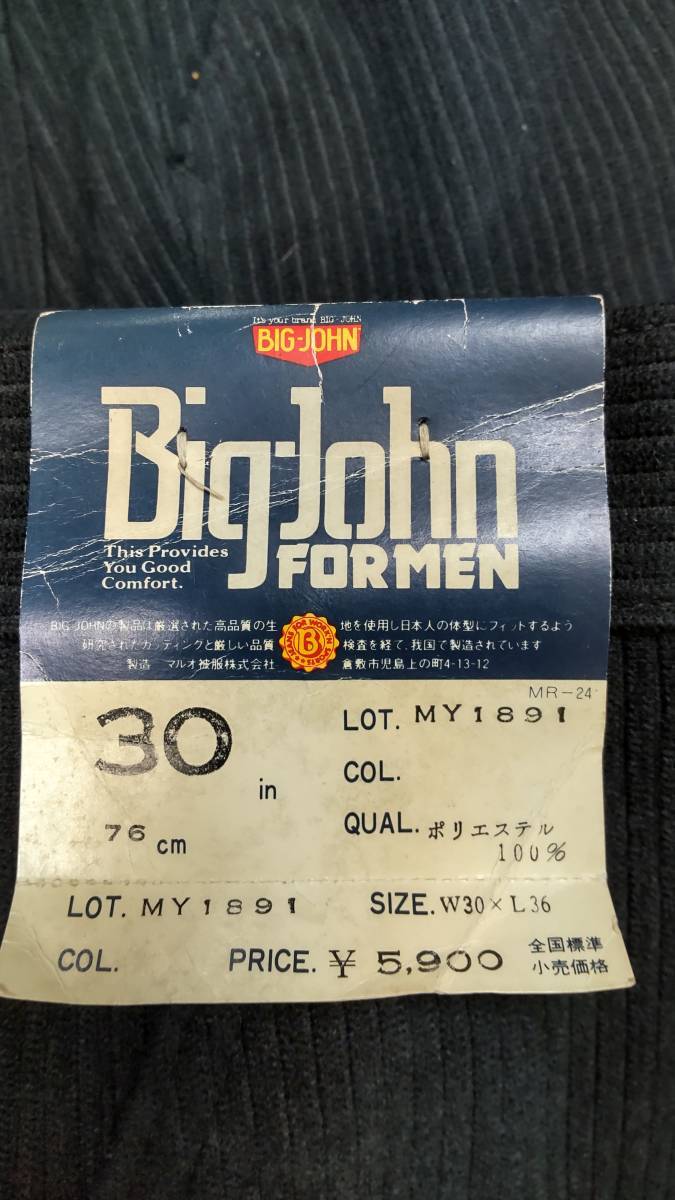 It's your brand BIG-JOHN
BIG-JOHN
Big John
FOR MEN
This Provides
You Good
Comfort.
BIG JOHNの製品は厳選された高品質の生地を使用し日本人の体型にフィットするよう
研究されたカッティングと厳しい品質検査を経て、我国で製造されています
製造 マルオ被服株式会社 倉敷市児島上の町4-13-12
JEANS FOR WORK'N SPORTS
B
MR-24
30 in
76 cm
LOT. MY1891
COL.
QUAL. ポリエステル
100%
LOT. MY1891 SIZE. W30×L36
COL. PRICE. ¥ 5,900 全国標準
小売価格